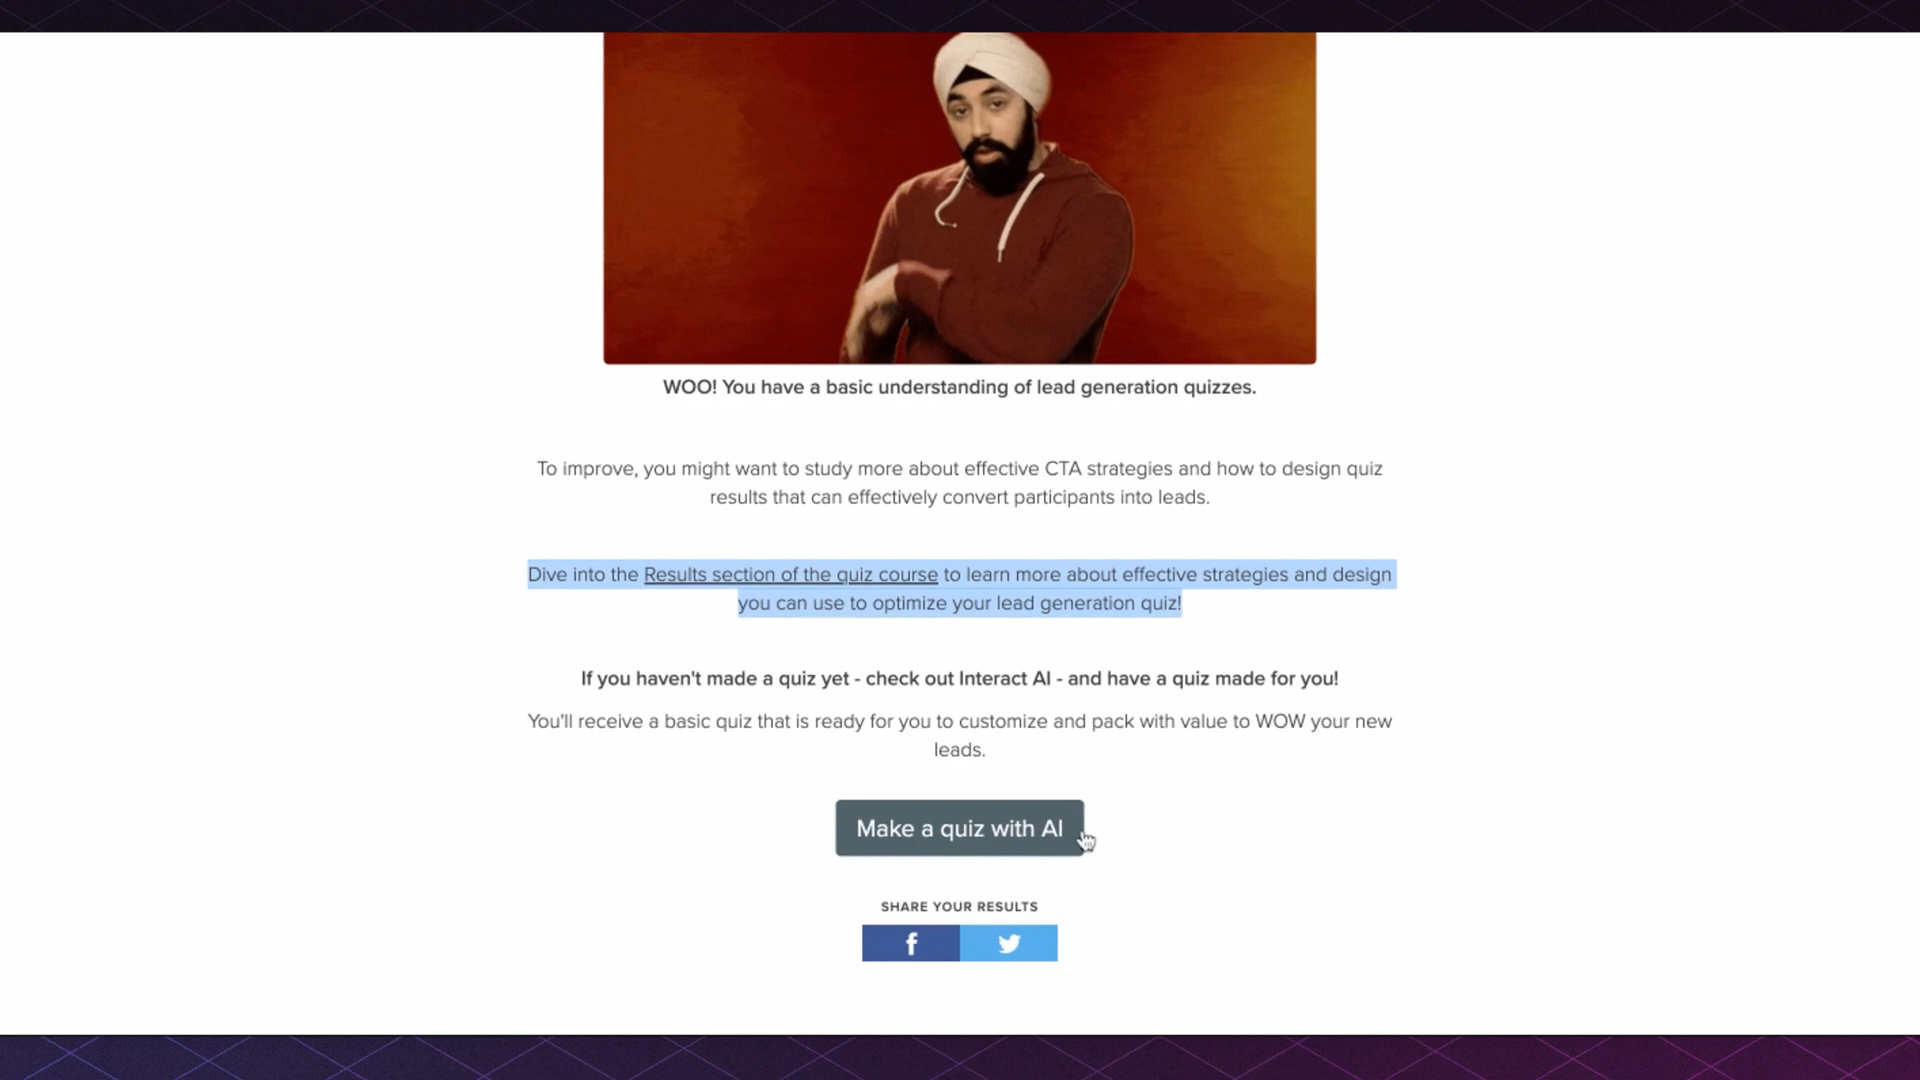 WOO! You have a basic understanding of lead generation quizzes.
To improve, you might want to study more about effective CTA strategies and how to design quiz
results that can effectively convert participants into leads.
Dive into the Results section of the quiz course to learn more about effective strategies and design
you can use to optimize your lead generation quiz!
If you haven't made a quiz yet - check out Interact AI - and have a quiz made for you!
You'll receive a basic quiz that is ready for you to customize and pack with value to WOW your new
leads.
Make a quiz with AI
SHARE YOUR RESULTS